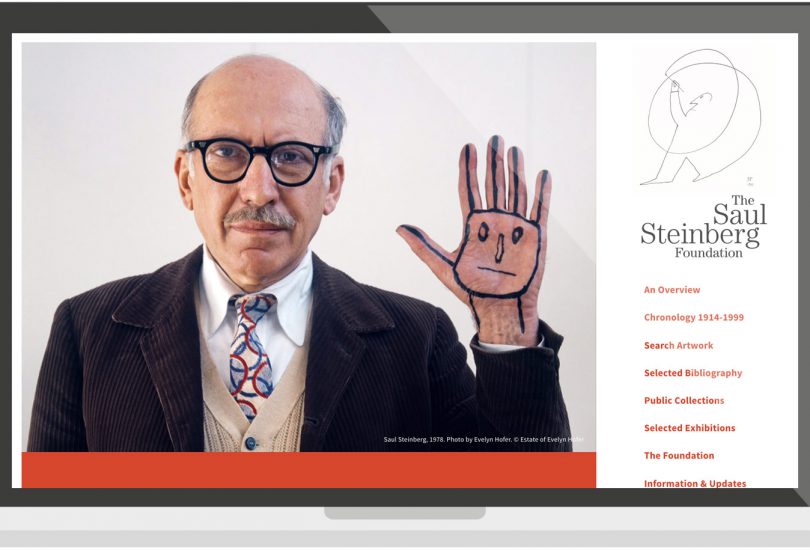 Saul Steinberg, 1978. Photo by Evelyn Hofer. © Estate of Evelyn Hofer
The
Saul
Steinberg
Foundation
An Overview
Chronology 1914-1999
Search Artwork
Selected Bibliography
Public Collections
Selected Exhibitions
The Foundation
Information & Updates